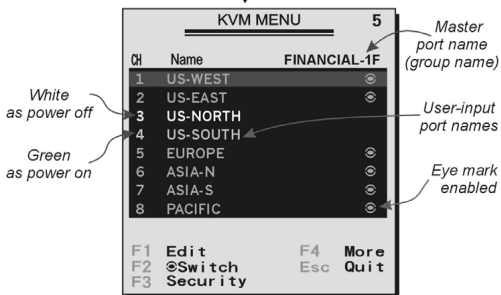 KVM MENU 5
CH Name FINANCIAL-1F
1 US-WEST
2 US-EAST
3 US-NORTH
4 US-SOUTH
5 EUROPE
6 ASIA-N
7 ASIA-S
8 PACIFIC
F1 Edit F4 More
F2 Switch Esc Quit
F3 Security
White
as power off
Green
as power on
Master
port name
(group name)
User-input
port names
Eye mark
enabled